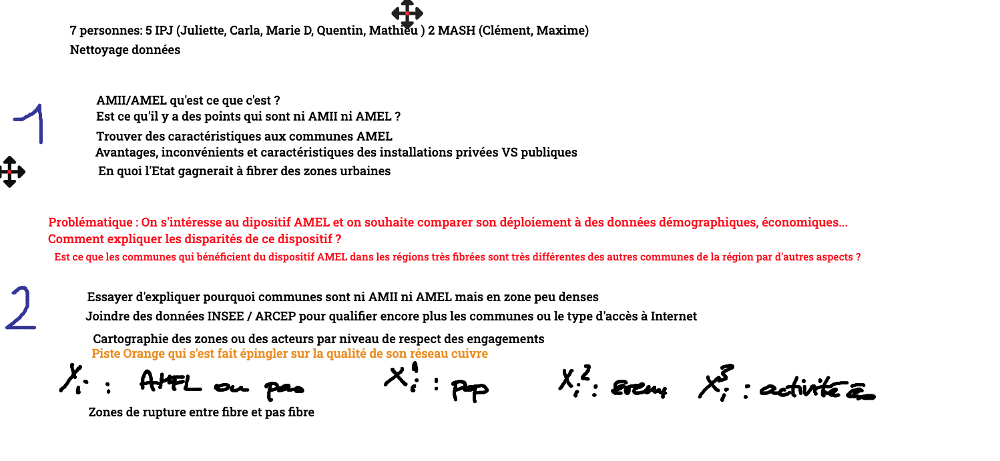 7 personnes: 5 IPJ (Juliette, Carla, Marie D, Quentin, Mathieu ) 2 MASH (Clément, Maxime)
Nettoyage données
1
AMII/AMEL qu'est ce que c'est ?
Est ce qu'il y a des points qui sont ni AMII ni AMEL ?
Trouver des caractéristiques aux communes AMEL
Avantages, inconvénients et caractéristiques des installations privées VS publiques
En quoi l'Etat gagnerait à fibrer des zones urbaines
Problématique : On s'intéresse au dipositif AMEL et on souhaite comparer son déploiement à des données démographiques, économiques...
Comment expliquer les disparités de ce dispositif ?
Est ce que les communes qui bénéficient du dispositif AMEL dans les régions très fibrées sont très différentes des autres communes de la région par d'autres aspects ?
2
Essayer d'expliquer pourquoi communes sont ni AMII ni AMEL mais en zone peu denses
Joindre des données INSEE / ARCEP pour qualifier encore plus les communes ou le type d'accès à Internet
Cartographie des zones ou des acteurs par niveau de respect des engagements
Piste Orange qui s'est fait épingler sur la qualité de son réseau cuivre
Xi : AMEL ou pas Xi¹ : pop Xi² : Xi³ : activité
Zones de rupture entre fibre et pas fibre